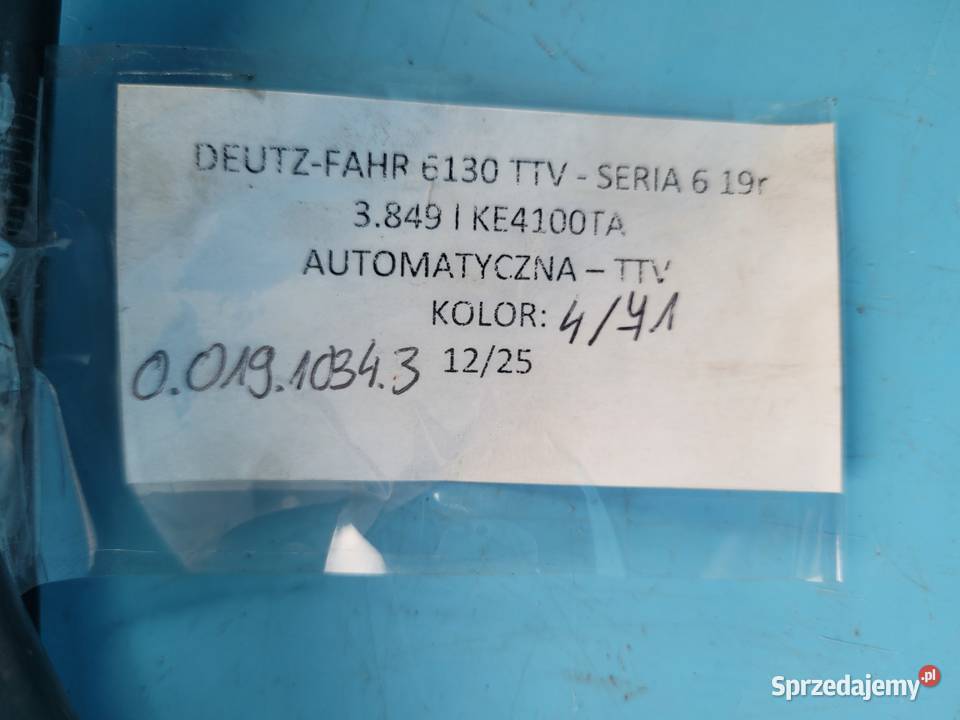 DEUTZ-FAHR 6130 TTV - SERIA 6 19r
3.849 l KE4100TA
AUTOMATYCZNA – TTV
KOLOR: 4/71
0.019.1034.3 12/25
Sprzedajemy.pl